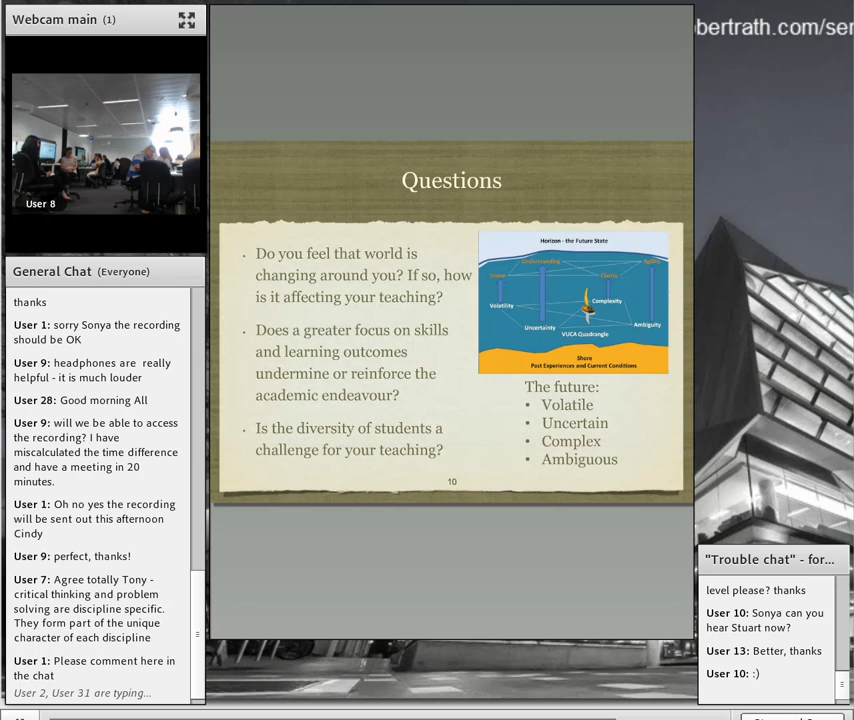 Webcam main (1)
User 8
General Chat (Everyone)
thanks
User 1: sorry Sonya the recording
should be OK
User 9: headphones are really
helpful - it is much louder
User 28: Good morning All
User 9: will we be able to access
the recording? I have
miscalculated the time difference
and have a meeting in 20
minutes.
User 1: Oh no yes the recording
will be sent out this afternoon
Cindy
User 9: perfect, thanks!
User 7: Agree totally Tony -
critical thinking and problem
solving are discipline specific.
They form part of the unique
character of each discipline
User 1: Please comment here in
the chat
User 2, User 31 are typing...
Questions
Do you feel that world is
changing around you? If so, how
is it affecting your teaching?
Does a greater focus on skills
and learning outcomes
undermine or reinforce the
academic endeavour?
Is the diversity of students a
challenge for your teaching?
Horizon - the Future State
Understanding
Agility
Vision
Clarity
Volatility
Complexity
Uncertainty
Ambiguity
VUCA Quadrangle
Shore
Past Experiences and Current Conditions
The future:
• Volatile
• Uncertain
• Complex
• Ambiguous
10
bertrath.com/ser
"Trouble chat" - for...
level please? thanks
User 10: Sonya can you
hear Stuart now?
User 13: Better, thanks
User 10: :)